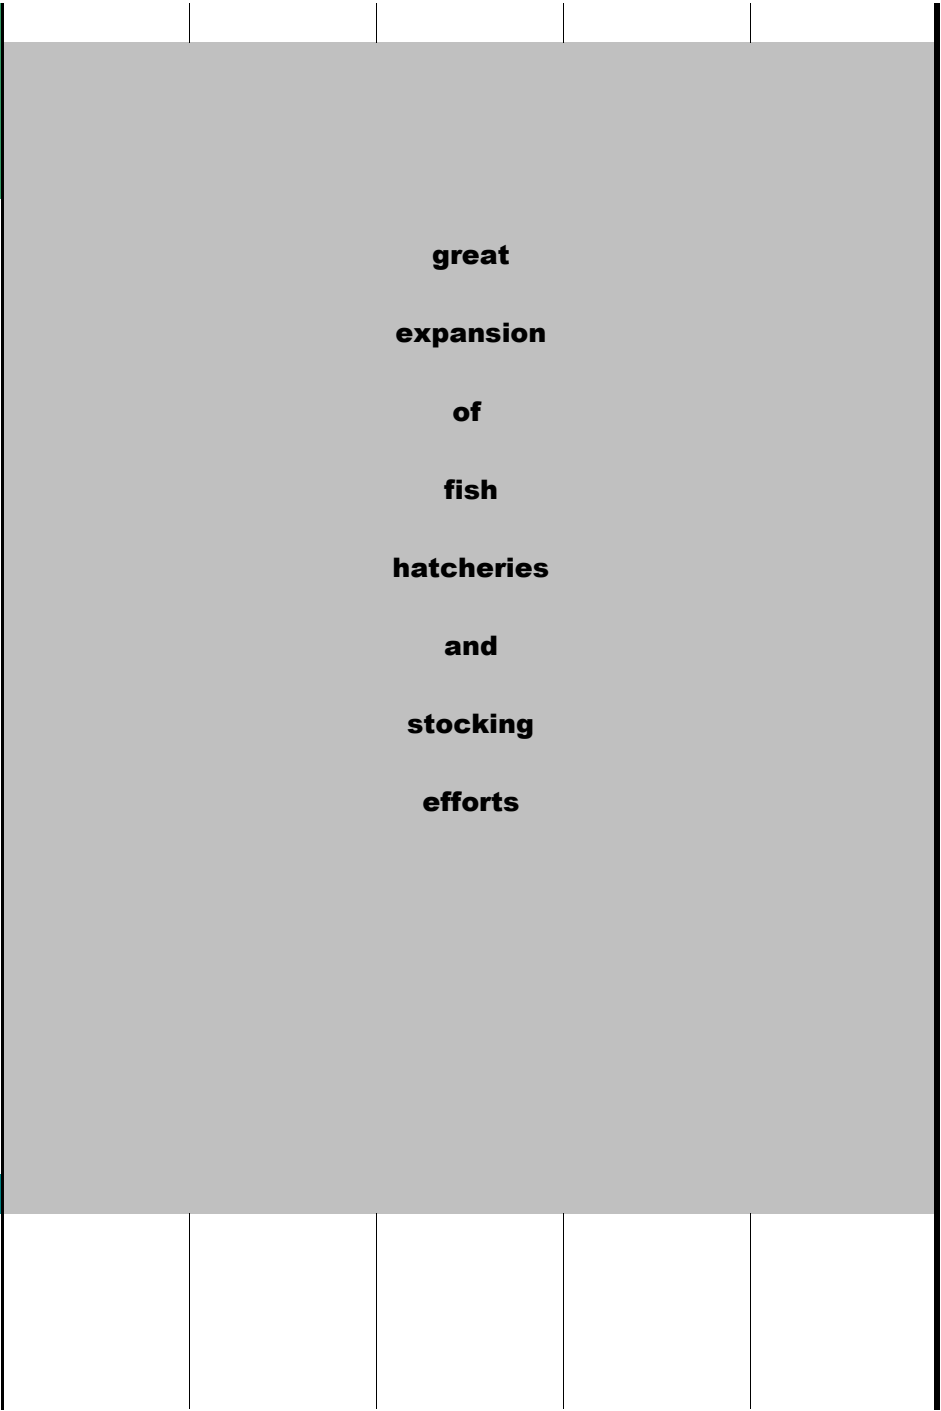 great
expansion
of
fish
hatcheries
and
stocking
efforts